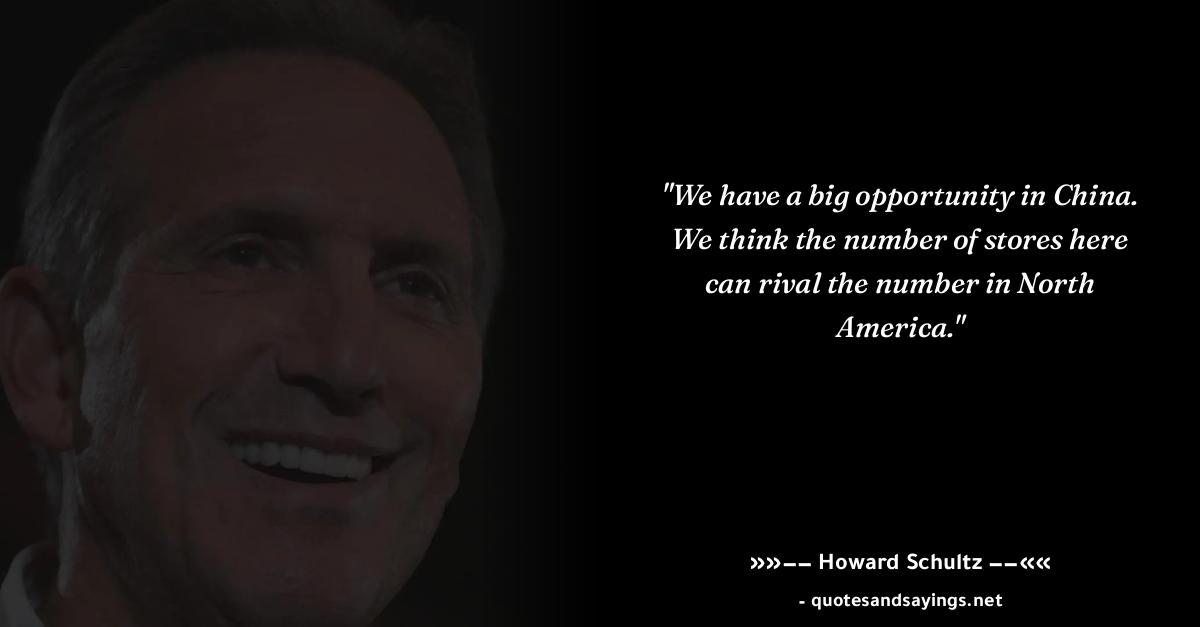 "We have a big opportunity in China.
We think the number of stores here
can rival the number in North
America."
»»−− Howard Schultz −−««
- quotesandsayings.net